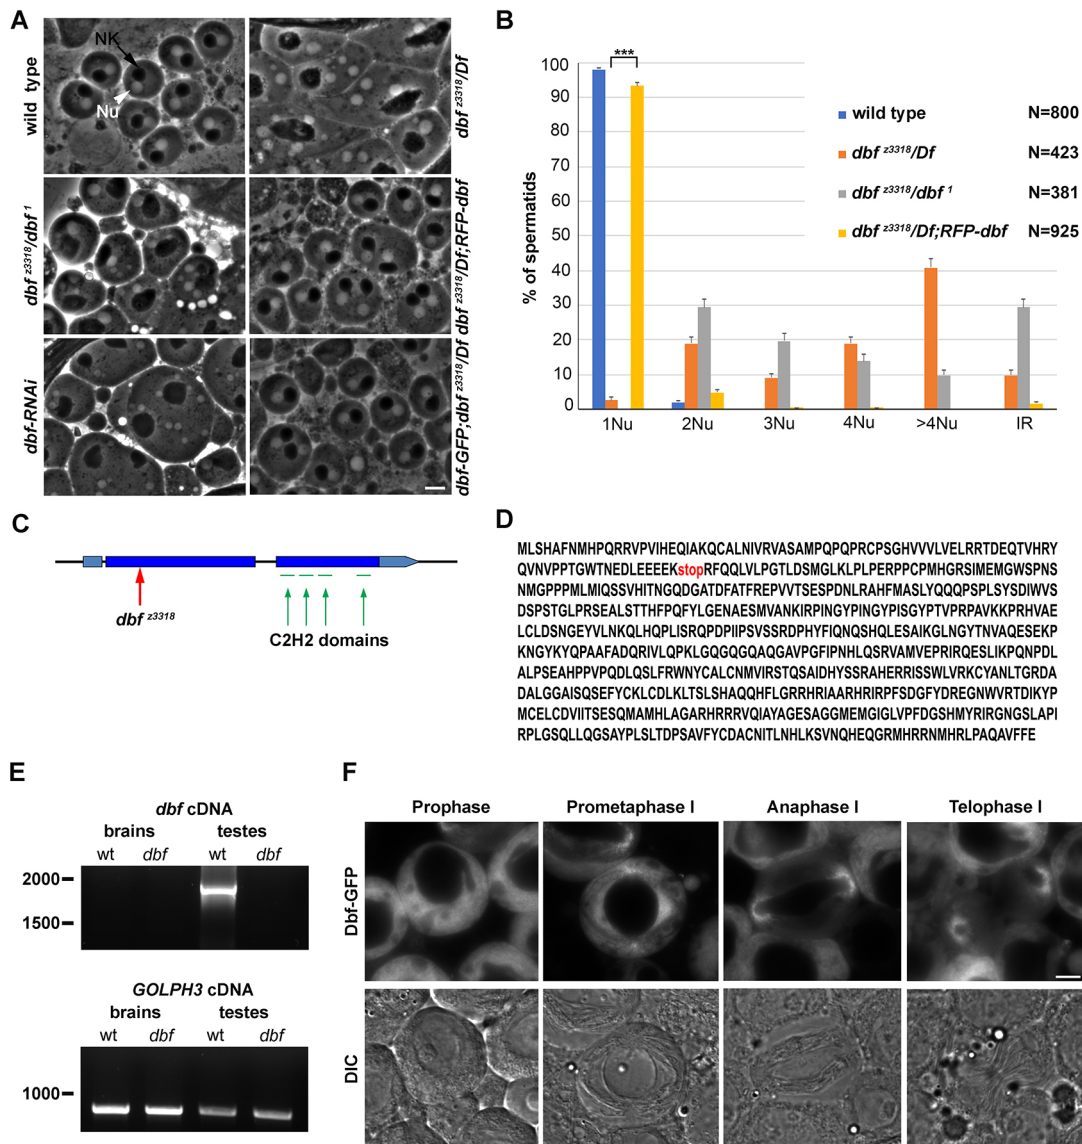 A
wild type
NK
Nu
dbf z3318/Df
dbf z3318/dbf 1
dbf z3318/Df;RFP-dbf
dbf-RNAi
dbf-GFP;dbf z3318/Df
B
***
% of spermatids
100
90
80
70
60
50
40
30
20
10
0
1Nu 2Nu 3Nu 4Nu >4Nu IR
wild type N=800
dbf z3318/Df N=423
dbf z3318/dbf 1 N=381
dbf z3318/Df;RFP-dbf N=925
C
dbf z3318
C2H2 domains
D
MLSHAFNMHPQRRVPVIHEQIAKQCALNIVRVASAMPQPQPRCPSGHVVVLVELRRTDEQTVHRY
QVNVPPTGWTNEDLEEEEKstopRFQQLVLPGTLDSMGLKLPLPERPPCPMHGRSIMEMGWSPNS
NMGPPPMLMIQSSVHITNGQDGATDFATFREPVVTSESPDNLRAHFMASLYQQQPSPLSYSDIWVS
DSPSTGLPRSEALSTTHFPQFYLGENAESMVANKIRPINGYPINGYPISGYPTVPRPAVKKPRHVAE
LCLDSNGEYVLNKQLHQPLISRQPDPIIPSVSSRDPHYFIQNQSHQLESAIKGLNGYTNVAQESEKP
KNGYKYQPAAFADQRIVLQPKLGQGQGQAQGAVPGFIPNHLQSRVAMVEPRIRQESLIKPQNPDL
ALPSEAHPPVPQDLQSLFRWNYCALCNMVIRSTQSAIDHYSSRAHERRISSWLVRKCYANLTGRDA
DALGGAISQSEFYCKLCDLKLTSLSHAQQHFLGRRHRIAARHRIRPFSDGFYDREGNWVRTDIKYP
MCELCDVIITSESQMAMHLAGARHRRRVQIAYAGESAGGMEMGIGLVPFDGSHMYRIRGNGSLAPI
RPLGSQLLQGSAYPLSLTDPSAVFYCDACNITLNHLKSVNQHEQGRMHRRNMHRLPAQAVFFE
E
dbf cDNA
brains testes
wt dbf wt dbf
2000
1500
GOLPH3 cDNA
brains testes
wt dbf wt dbf
1000
F
Prophase Prometaphase I Anaphase I Telophase I
Dbf-GFP
DIC